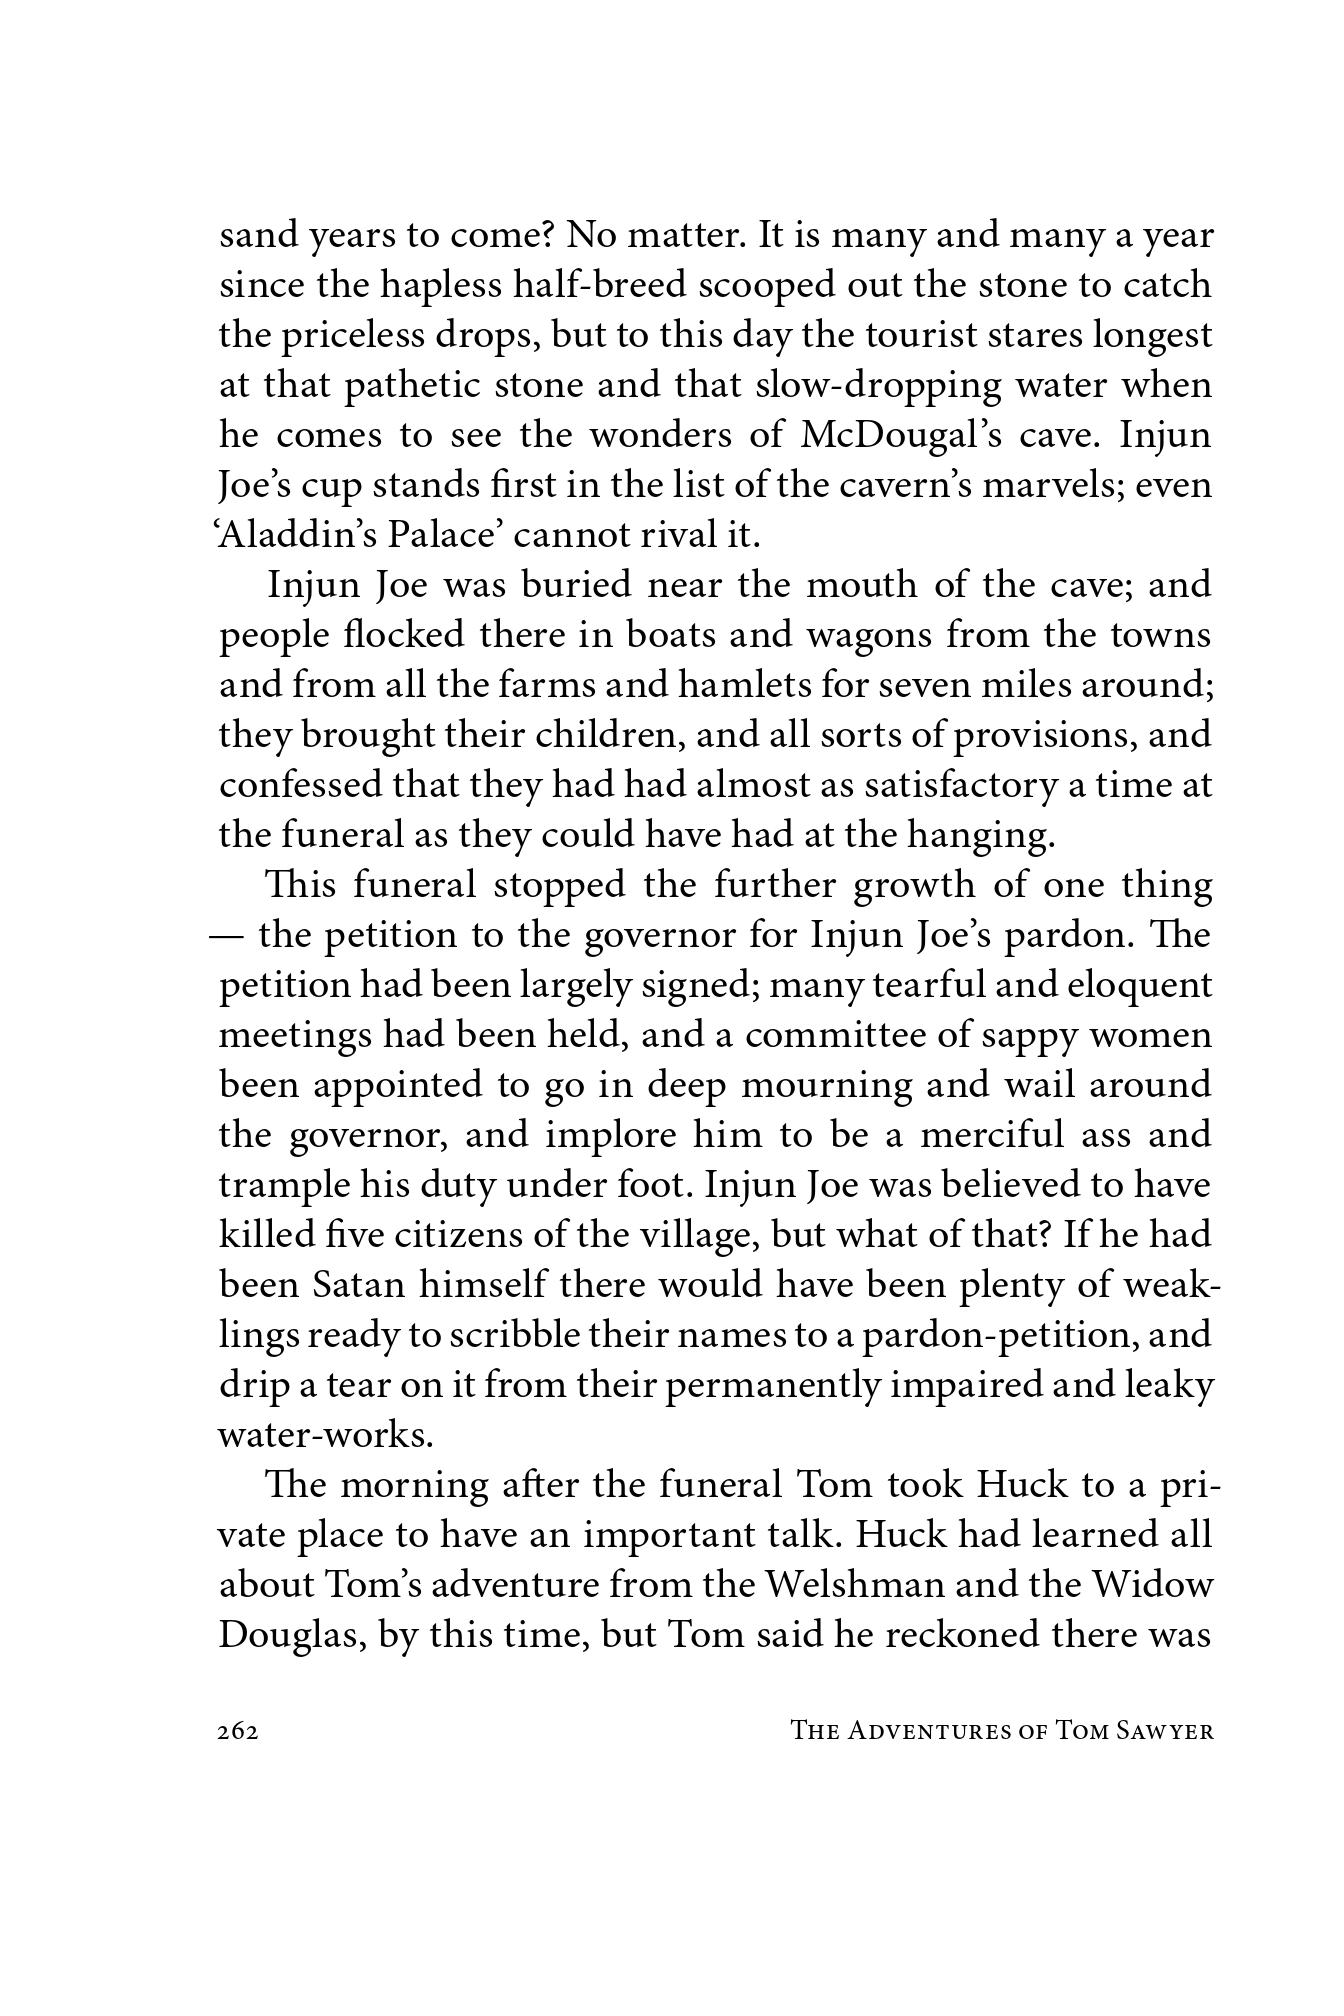 sand years to come? No matter. It is many and many a year
since the hapless half-breed scooped out the stone to catch
the priceless drops, but to this day the tourist stares longest
at that pathetic stone and that slow-dropping water when
he comes to see the wonders of McDougal’s cave. Injun
Joe’s cup stands first in the list of the cavern’s marvels; even
‘Aladdin’s Palace’ cannot rival it.
Injun Joe was buried near the mouth of the cave; and
people flocked there in boats and wagons from the towns
and from all the farms and hamlets for seven miles around;
they brought their children, and all sorts of provisions, and
confessed that they had had almost as satisfactory a time at
the funeral as they could have had at the hanging.
This funeral stopped the further growth of one thing
— the petition to the governor for Injun Joe’s pardon. The
petition had been largely signed; many tearful and eloquent
meetings had been held, and a committee of sappy women
been appointed to go in deep mourning and wail around
the governor, and implore him to be a merciful ass and
trample his duty under foot. Injun Joe was believed to have
killed five citizens of the village, but what of that? If he had
been Satan himself there would have been plenty of weak-
lings ready to scribble their names to a pardon-petition, and
drip a tear on it from their permanently impaired and leaky
water-works.
The morning after the funeral Tom took Huck to a pri-
vate place to have an important talk. Huck had learned all
about Tom’s adventure from the Welshman and the Widow
Douglas, by this time, but Tom said he reckoned there was
262 The Adventures of Tom Sawyer